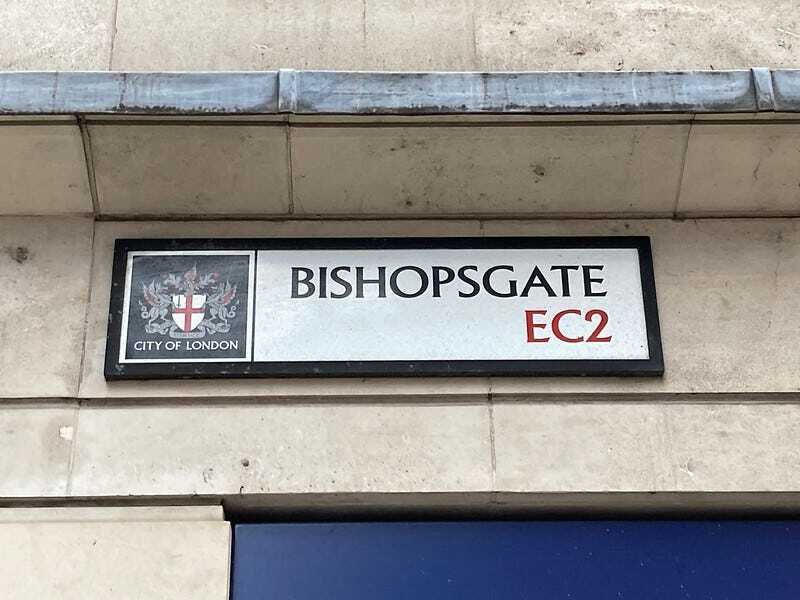 BISHOPSGATE
EC2
CITY OF LONDON